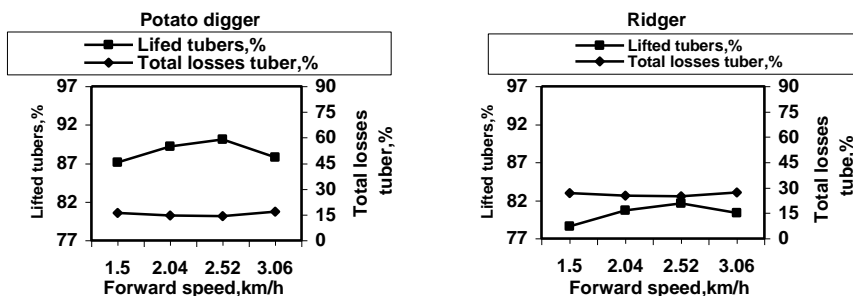 Potato digger
Lifed tubers,%
Total losses tuber,%
97
92
87
82
77
Lifted tubers,%
90
75
60
45
30
15
0
Total losses
tuber,%
1.5 2.04 2.52 3.06
Forward speed,km/h
Ridger
Lifted tubers,%
Total losses tuber,%
97
92
87
82
77
Lifted tubers,%
90
75
60
45
30
15
0
Total losses
tube,%
1.5 2.04 2.52 3.06
Forward speed,km/h